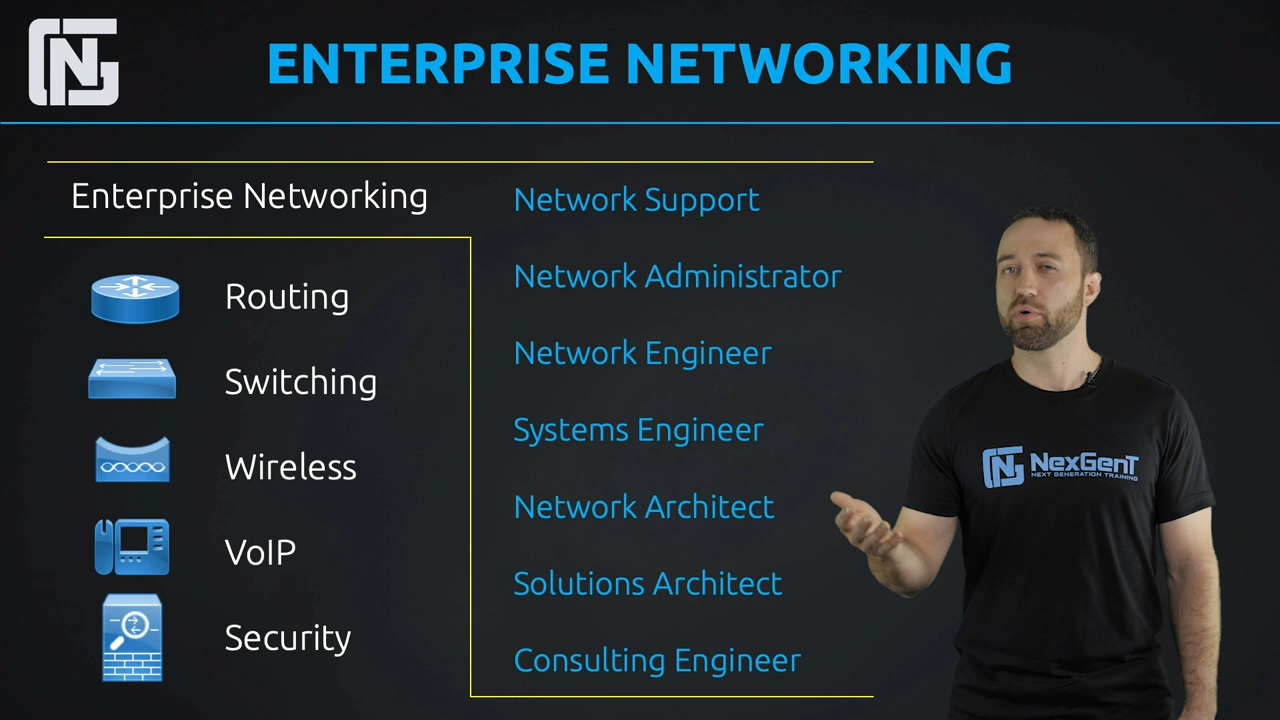 ENTERPRISE NETWORKING
Enterprise Networking
Routing
Switching
Wireless
VoIP
Security
Network Support
Network Administrator
Network Engineer
Systems Engineer
Network Architect
Solutions Architect
Consulting Engineer
NexGenT
NEXT GENERATION TRAINING